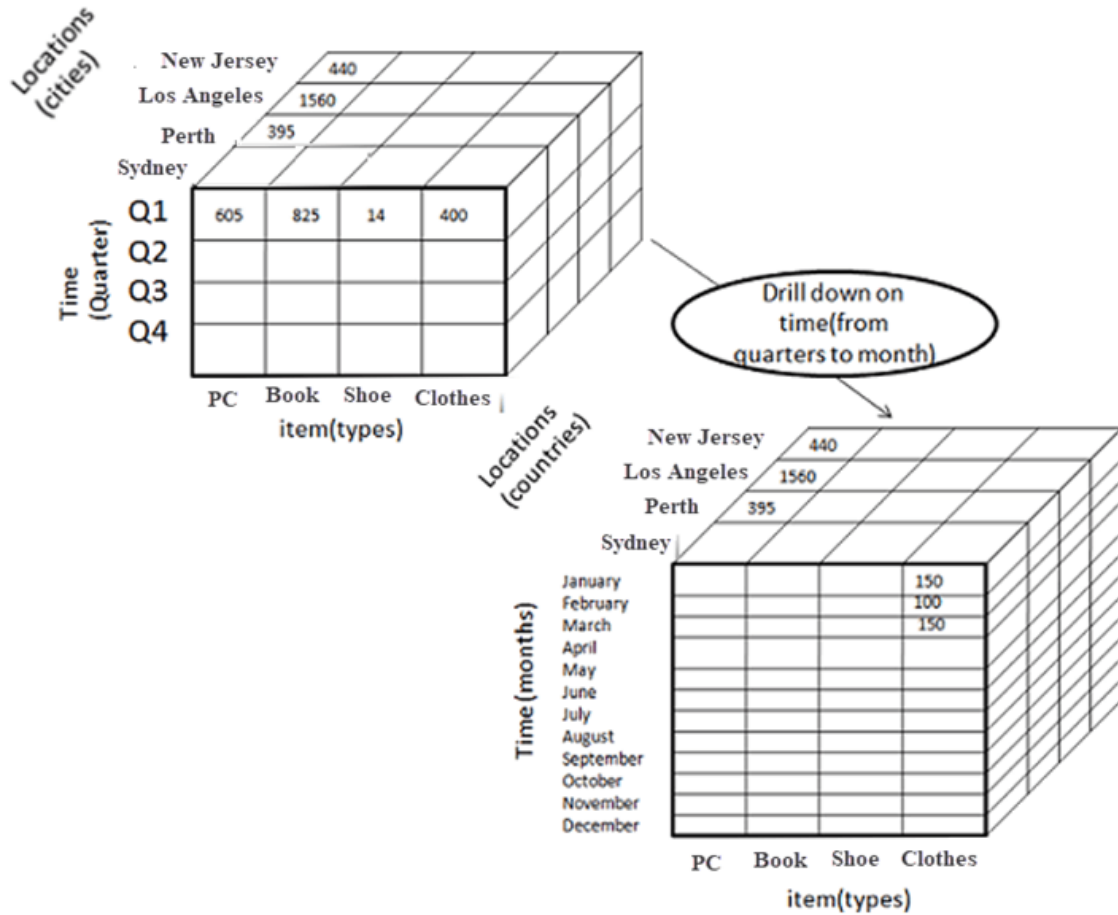 Locations
(cities)
New Jersey
440
Los Angeles
1560
Perth
395
Sydney
Time
(Quarter)
Q1
605 825 14 400
Q2
Q3
Q4
PC Book Shoe Clothes
item(types)
Drill down on
time(from
quarters to month)
Locations
(countries)
New Jersey
440
Los Angeles
1560
Perth
395
Sydney
Time (months)
January 150
February 100
March 150
April
May
June
July
August
September
October
November
December
PC Book Shoe Clothes
item(types)